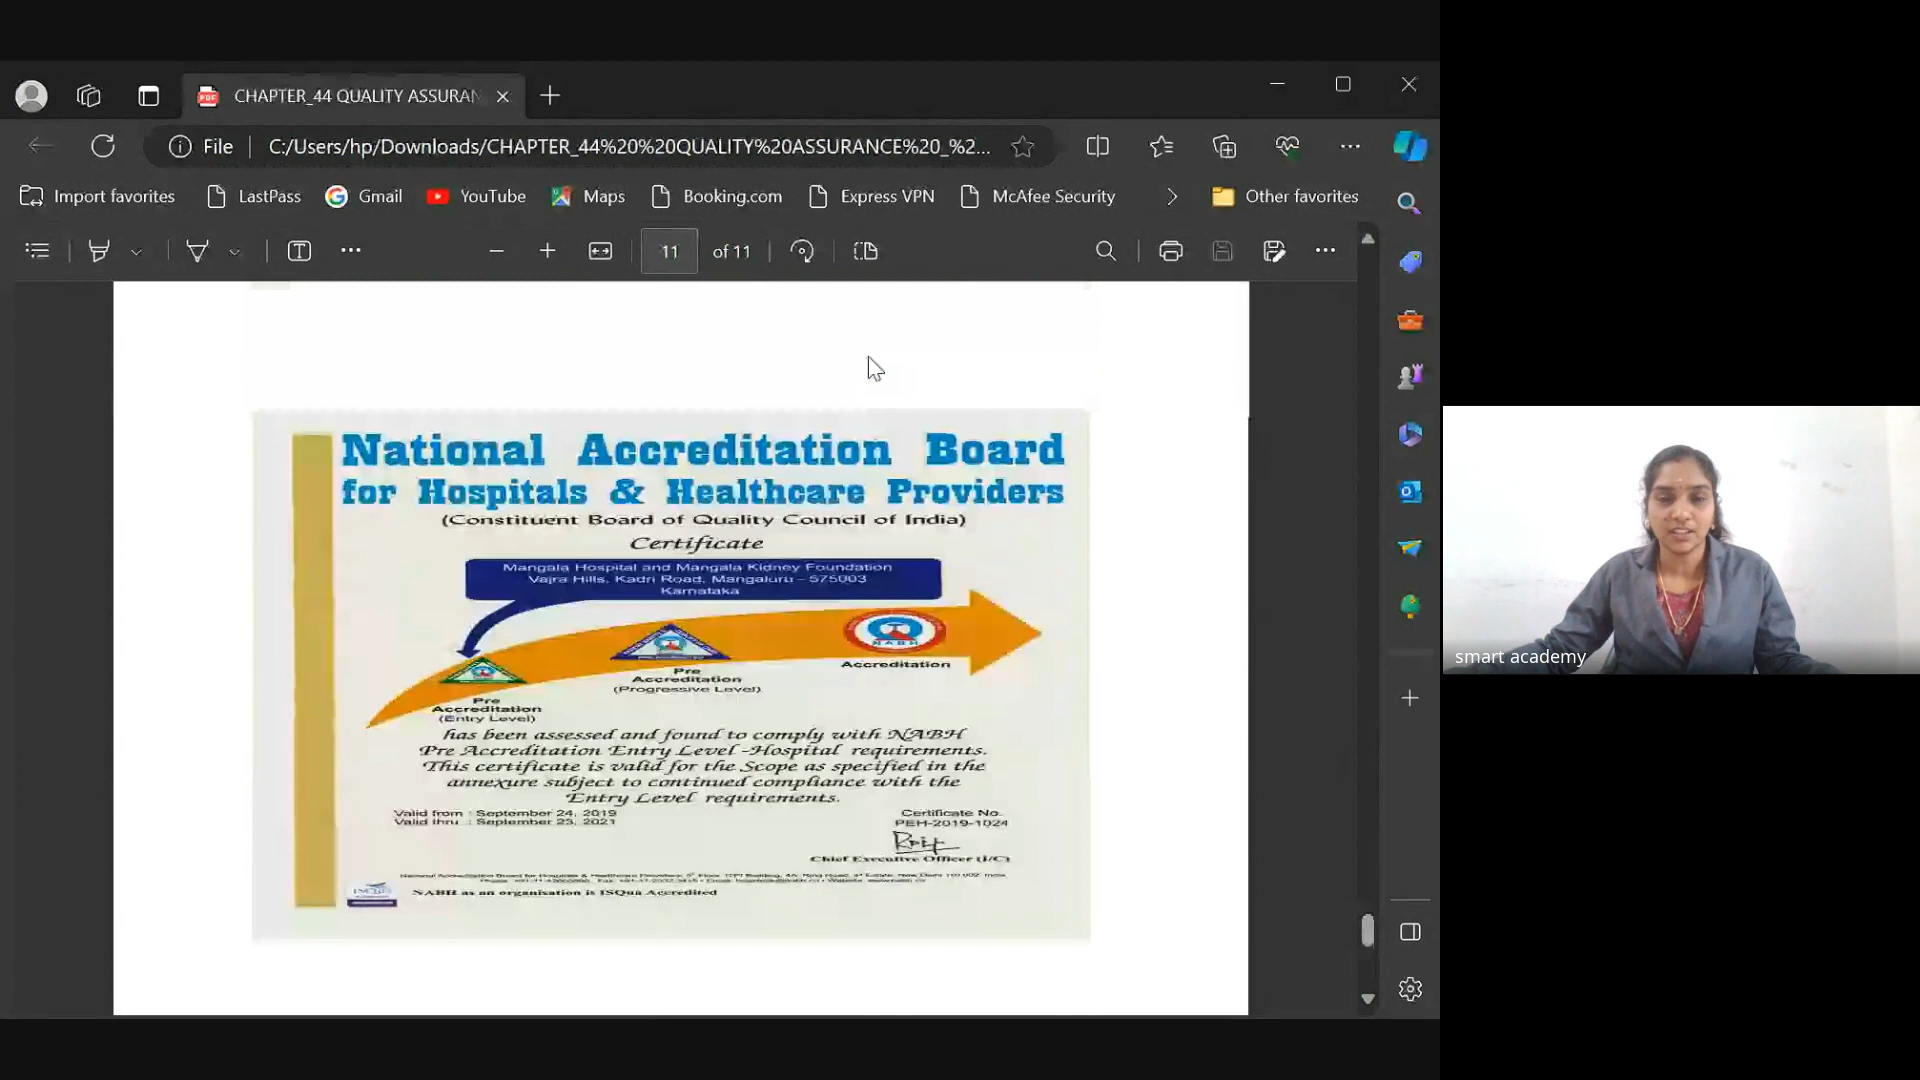 CHAPTER_44 QUALITY ASSURAN
File
C:/Users/hp/Downloads/CHAPTER_44%20%20QUALITY%20ASSURANCE%20_%2...
Import favorites
LastPass
Gmail
YouTube
Maps
Booking.com
Express VPN
McAfee Security
Other favorites
11 of 11
National Accreditation Board
for Hospitals & Healthcare Providers
(Constituent Board of Quality Council of India)
Certificate
Mangala Hospital and Mangala Kidney Foundation
Vajra Hills, Kadri Road, Mangaluru - 575003
Karnataka
NABH
Accreditation
Pre
Accreditation
(Progressive Level)
Pre
Accreditation
(Entry Level)
has been assessed and found to comply with NABH
Pre Accreditation Entry Level -Hospital requirements.
This certificate is valid for the Scope as specified in the
annexure subject to continued compliance with the
Entry Level requirements.
Valid from : September 24, 2019
Valid thru : September 23, 2021
Certificate No.
PEH-2019-1024
Chief Executive Officer (I/C)
NABH as an organisation is ISQua Accredited
smart academy